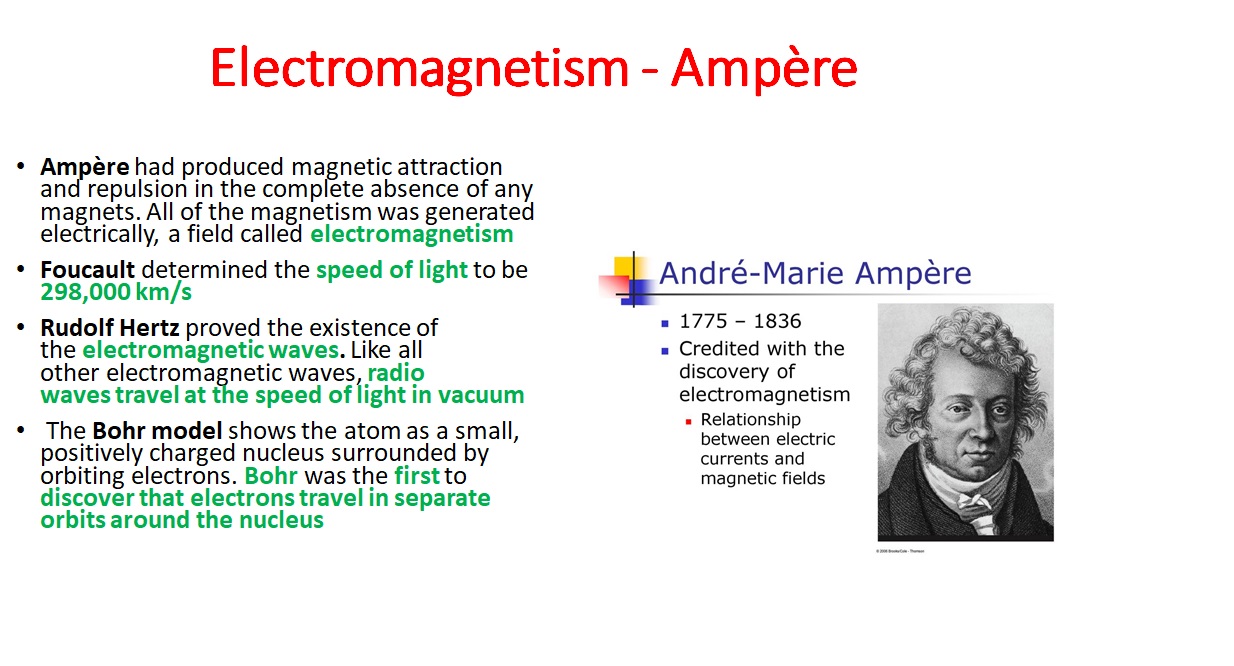 Electromagnetism - Ampère
• Ampère had produced magnetic attraction
and repulsion in the complete absence of any
magnets. All of the magnetism was generated
electrically, a field called electromagnetism
• Foucault determined the speed of light to be
298,000 km/s
• Rudolf Hertz proved the existence of
the electromagnetic waves. Like all
other electromagnetic waves, radio
waves travel at the speed of light in vacuum
• The Bohr model shows the atom as a small,
positively charged nucleus surrounded by
orbiting electrons. Bohr was the first to
discover that electrons travel in separate
orbits around the nucleus
André-Marie Ampère
1775 – 1836
Credited with the
discovery of
electromagnetism
Relationship
between electric
currents and
magnetic fields
© 2006 Brooks/Cole - Thomson